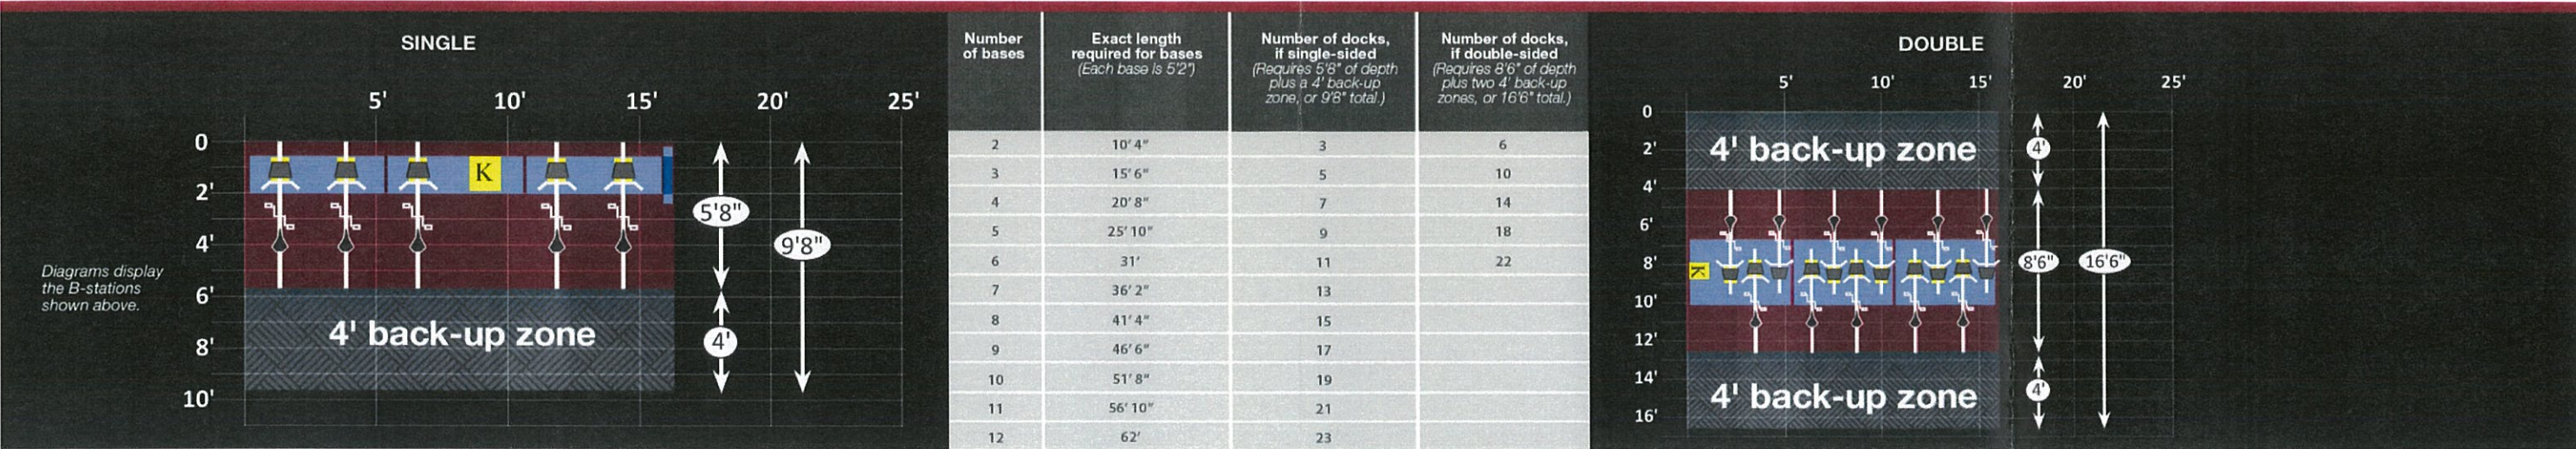 SINGLE
5' 10' 15' 20' 25'
0
2'
4'
6'
8'
10'
K
5'8"
9'8"
4'
4' back-up zone
Diagrams display
the B-stations
shown above.
Number
of bases
Exact length
required for bases
(Each base is 5'2")
Number of docks,
if single-sided
(Requires 5'8" of depth
plus a 4' back-up
zone, or 9'8" total.)
Number of docks,
if double-sided
(Requires 8'6" of depth
plus two 4' back-up
zones, or 16'6" total.)
2 10' 4" 3 6
3 15' 6" 5 10
4 20' 8" 7 14
5 25' 10" 9 18
6 31' 11 22
7 36' 2" 13
8 41' 4" 15
9 46' 6" 17
10 51' 8" 19
11 56' 10" 21
12 62' 23
DOUBLE
5' 10' 15' 20' 25'
0
2'
4'
6'
8'
10'
12'
14'
16'
4' back-up zone
K
4' back-up zone
4'
8'6"
16'6"
4'